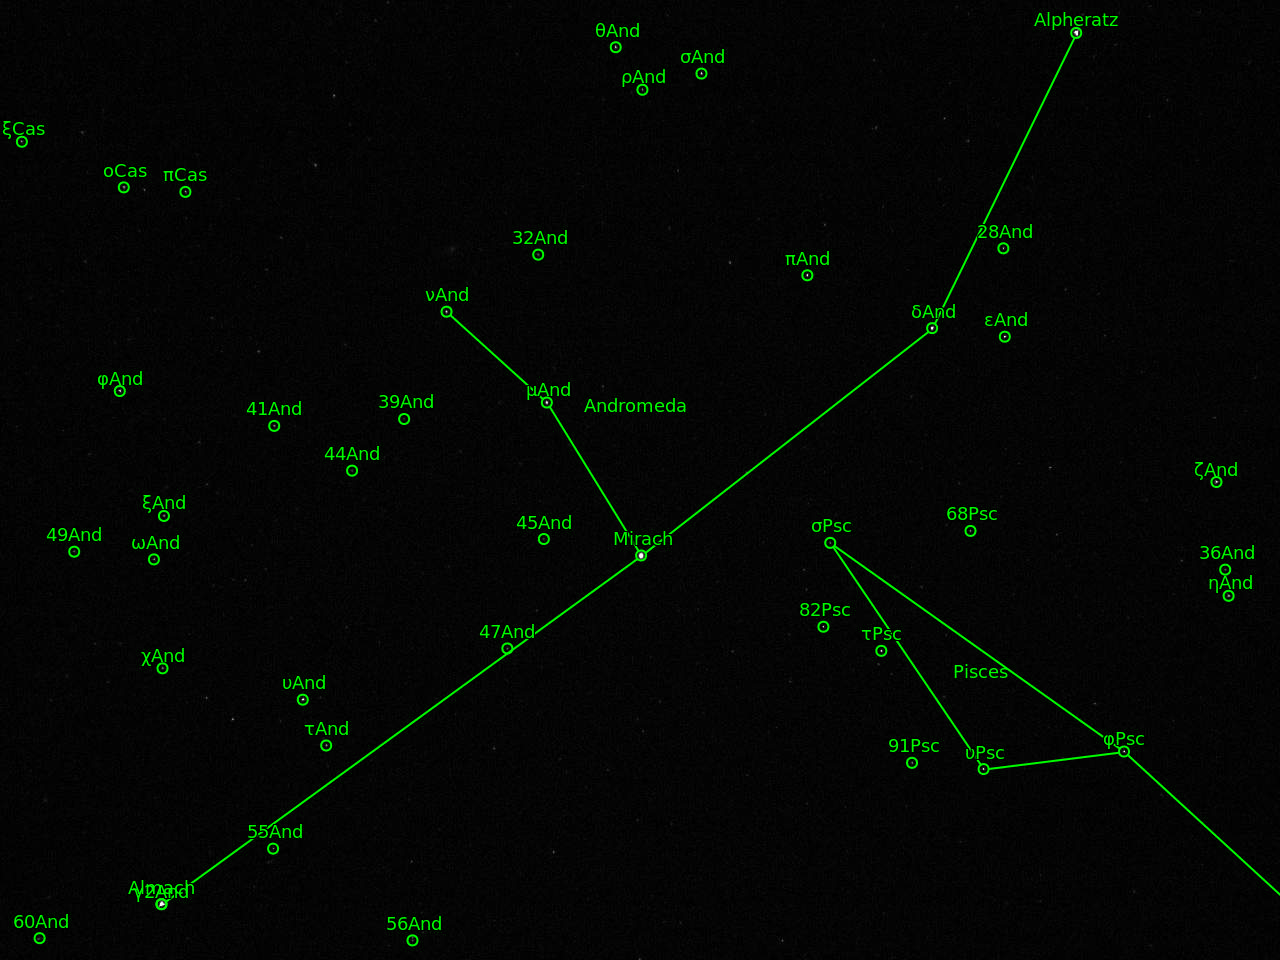 Alpheratz
θAnd
σAnd
ρAnd
ξCas
οCas
πCas
28And
32And
πAnd
νAnd
δAnd
εAnd
φAnd
μAnd
39And
Andromeda
41And
44And
ζAnd
ξAnd
68Psc
45And
σPsc
49And
ωAnd
Mirach
36And
ηAnd
82Psc
47And
τPsc
χAnd
Pisces
υAnd
τAnd
φPsc
91Psc
υPsc
55And
Almach
γ2And
60And
56And